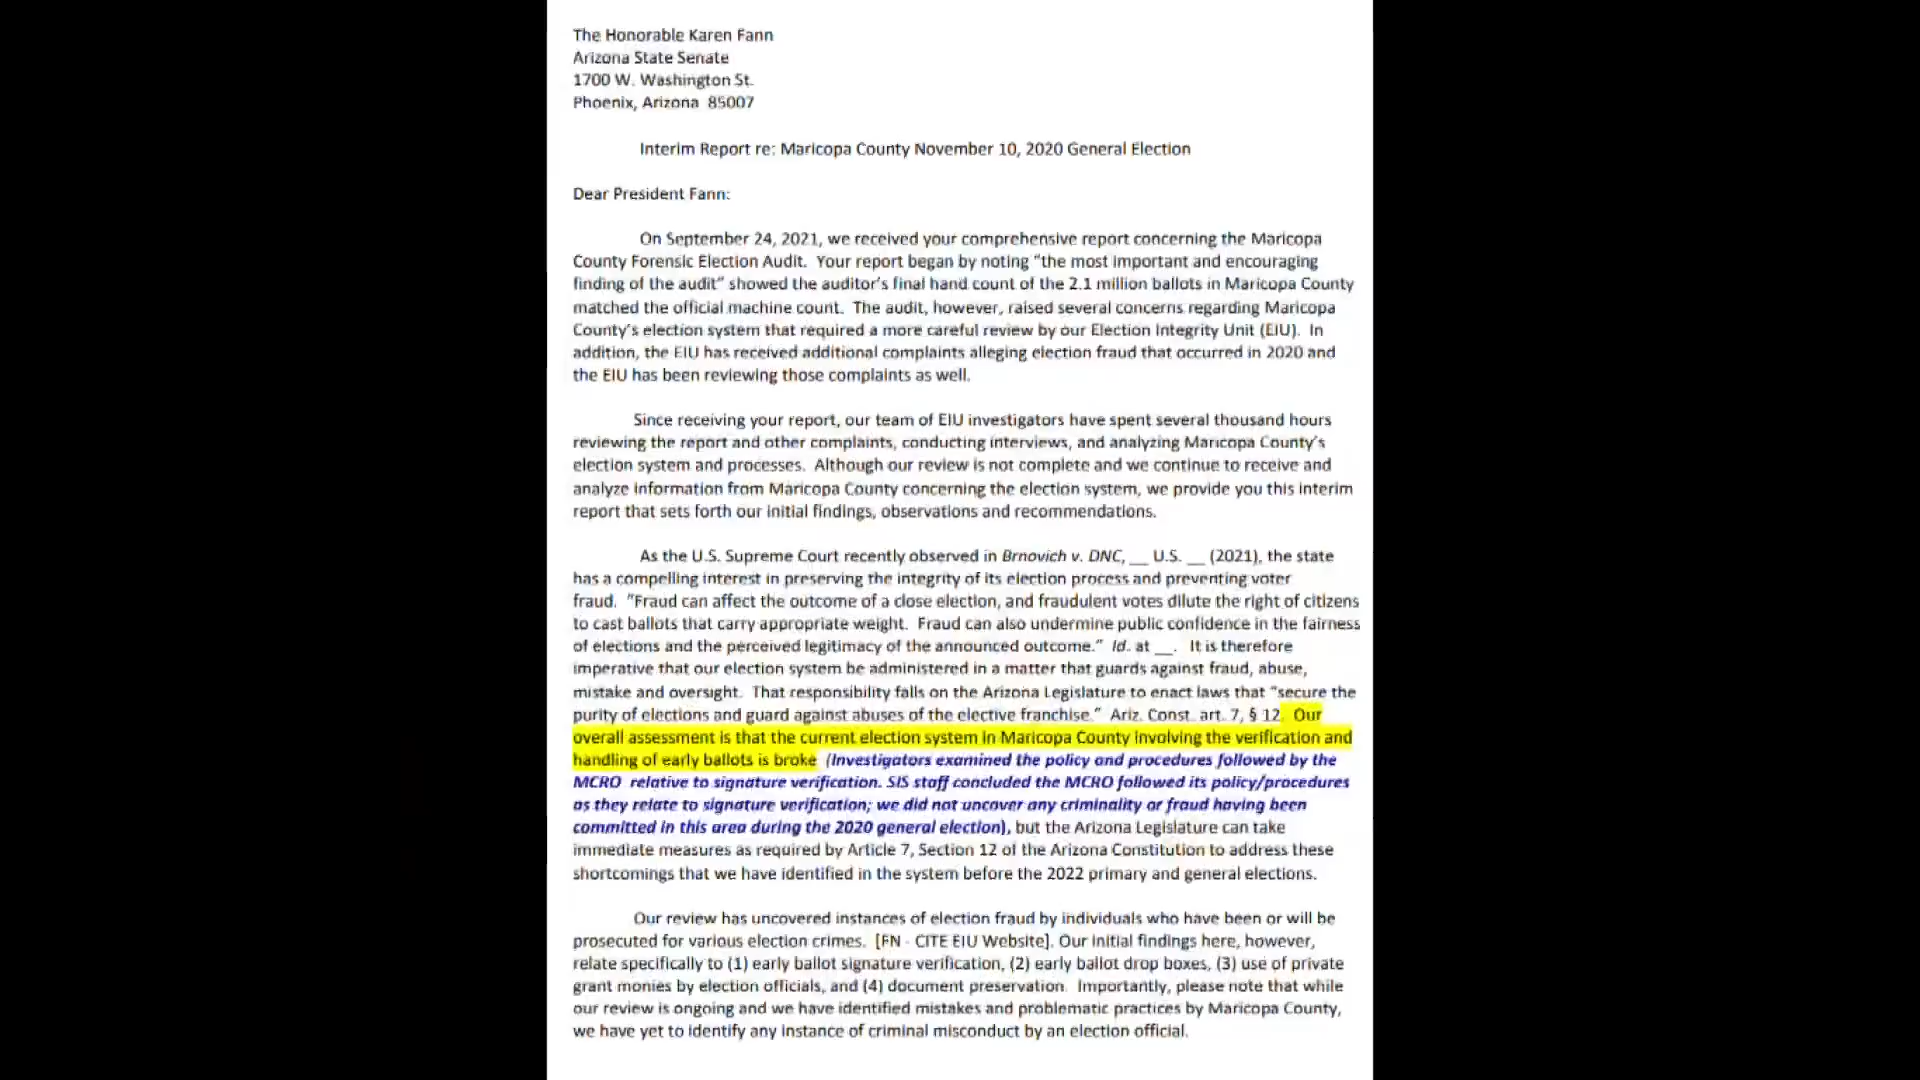 The Honorable Karen Fann
Arizona State Senate
1700 W. Washington St.
Phoenix, Arizona 85007
Interim Report re: Maricopa County November 10, 2020 General Election
Dear President Fann:
On September 24, 2021, we received your comprehensive report concerning the Maricopa
County Forensic Election Audit. Your report began by noting “the most important and encouraging
finding of the audit” showed the auditor’s final hand count of the 2.1 million ballots in Maricopa County
matched the official machine count. The audit, however, raised several concerns regarding Maricopa
County’s election system that required a more careful review by our Election Integrity Unit (EIU). In
addition, the EIU has received additional complaints alleging election fraud that occurred in 2020 and
the EIU has been reviewing those complaints as well.
Since receiving your report, our team of EIU investigators have spent several thousand hours
reviewing the report and other complaints, conducting interviews, and analyzing Maricopa County’s
election system and processes. Although our review is not complete and we continue to receive and
analyze information from Maricopa County concerning the election system, we provide you this interim
report that sets forth our initial findings, observations and recommendations.
As the U.S. Supreme Court recently observed in Brnovich v. DNC, __ U.S. __ (2021), the state
has a compelling interest in preserving the integrity of its election process and preventing voter
fraud. “Fraud can affect the outcome of a close election, and fraudulent votes dilute the right of citizens
to cast ballots that carry appropriate weight. Fraud can also undermine public confidence in the fairness
of elections and the perceived legitimacy of the announced outcome.” Id. at __. It is therefore
imperative that our election system be administered in a matter that guards against fraud, abuse,
mistake and oversight. That responsibility falls on the Arizona Legislature to enact laws that “secure the
purity of elections and guard against abuses of the elective franchise.” Ariz. Const. art. 7, § 12. Our
overall assessment is that the current election system in Maricopa County involving the verification and
handling of early ballots is broke (Investigators examined the policy and procedures followed by the
MCRO relative to signature verification. SIS staff concluded the MCRO followed its policy/procedures
as they relate to signature verification; we did not uncover any criminality or fraud having been
committed in this area during the 2020 general election), but the Arizona Legislature can take
immediate measures as required by Article 7, Section 12 of the Arizona Constitution to address these
shortcomings that we have identified in the system before the 2022 primary and general elections.
Our review has uncovered instances of election fraud by individuals who have been or will be
prosecuted for various election crimes. [FN - CITE EIU Website]. Our initial findings here, however,
relate specifically to (1) early ballot signature verification, (2) early ballot drop boxes, (3) use of private
grant monies by election officials, and (4) document preservation. Importantly, please note that while
our review is ongoing and we have identified mistakes and problematic practices by Maricopa County,
we have yet to identify any instance of criminal misconduct by an election official.